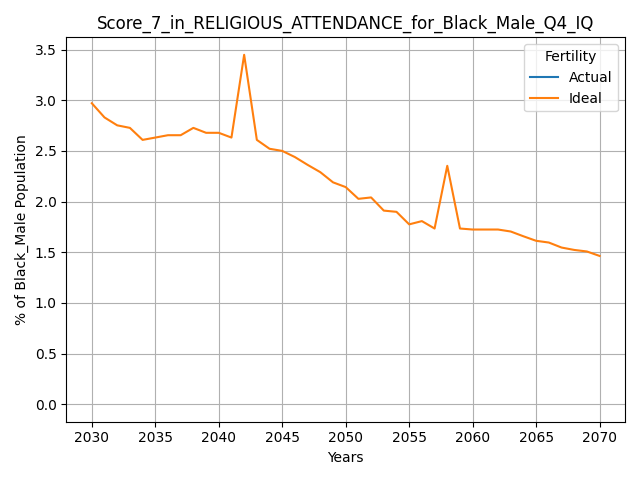 Score_7_in_RELIGIOUS_ATTENDANCE_for_Black_Male_Q4_IQ
Fertility
Actual
Ideal
% of Black_Male Population
3.5
3.0
2.5
2.0
1.5
1.0
0.5
0.0
2030 2035 2040 2045 2050 2055 2060 2065 2070
Years